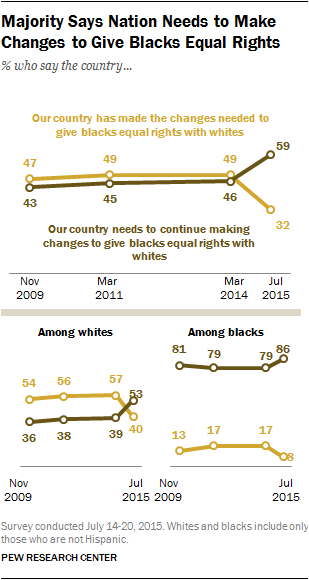 Majority Says Nation Needs to Make
Changes to Give Blacks Equal Rights
% who say the country...
Our country has made the changes needed to
give blacks equal rights with whites
47 49 49 59
43 45 46 32
Our country needs to continue making
changes to give blacks equal rights with
whites
Nov Mar Mar Jul
2009 2011 2014 2015
Among whites
54 56 57 53
36 38 39 40
Nov Jul
2009 2015
Among blacks
81 79 79 86
13 17 17 8
Nov Jul
2009 2015
Survey conducted July 14-20, 2015. Whites and blacks include only
those who are not Hispanic.
PEW RESEARCH CENTER